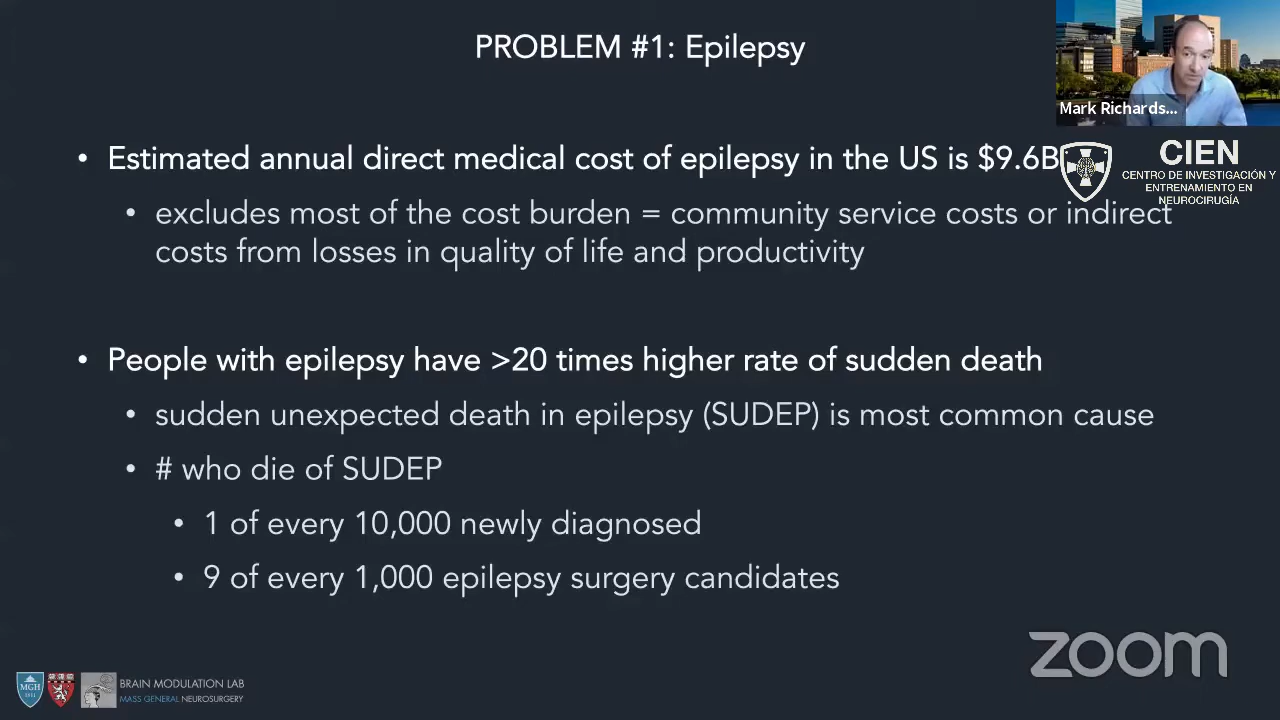 PROBLEM #1: Epilepsy
Mark Richards...
• Estimated annual direct medical cost of epilepsy in the US is $9.6B
CIEN
CENTRO DE INVESTIGACIÓN Y
ENTRENAMIENTO EN
NEUROCIRUGÍA
• excludes most of the cost burden = community service costs or indirect
costs from losses in quality of life and productivity
• People with epilepsy have >20 times higher rate of sudden death
• sudden unexpected death in epilepsy (SUDEP) is most common cause
• # who die of SUDEP
• 1 of every 10,000 newly diagnosed
• 9 of every 1,000 epilepsy surgery candidates
zoom
MGH
1811
BRAIN MODULATION LAB
MASS GENERAL NEUROSURGERY